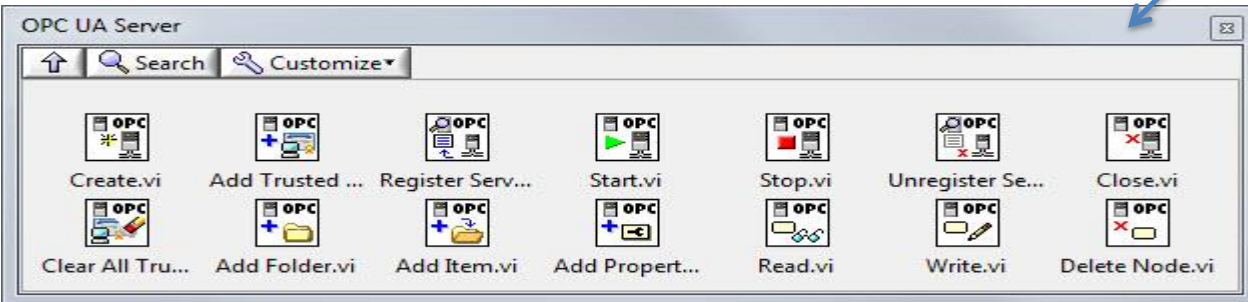 OPC UA Server
Search Customize
OPC OPC OPC OPC OPC OPC OPC
Create.vi Add Trusted ... Register Serv... Start.vi Stop.vi Unregister Se... Close.vi
OPC OPC OPC OPC OPC OPC OPC
Clear All Tru... Add Folder.vi Add Item.vi Add Propert... Read.vi Write.vi Delete Node.vi